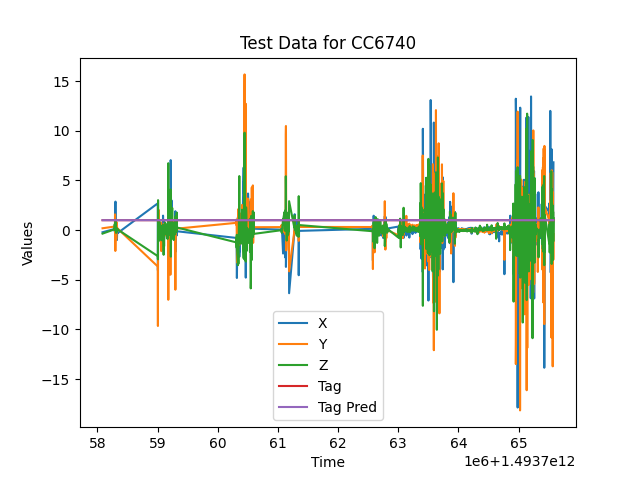 Test Data for CC6740
Values
15
10
5
0
−5
−10
−15
X
Y
Z
Tag
Tag Pred
58 59 60 61 62 63 64 65
Time
1e6+1.4937e12